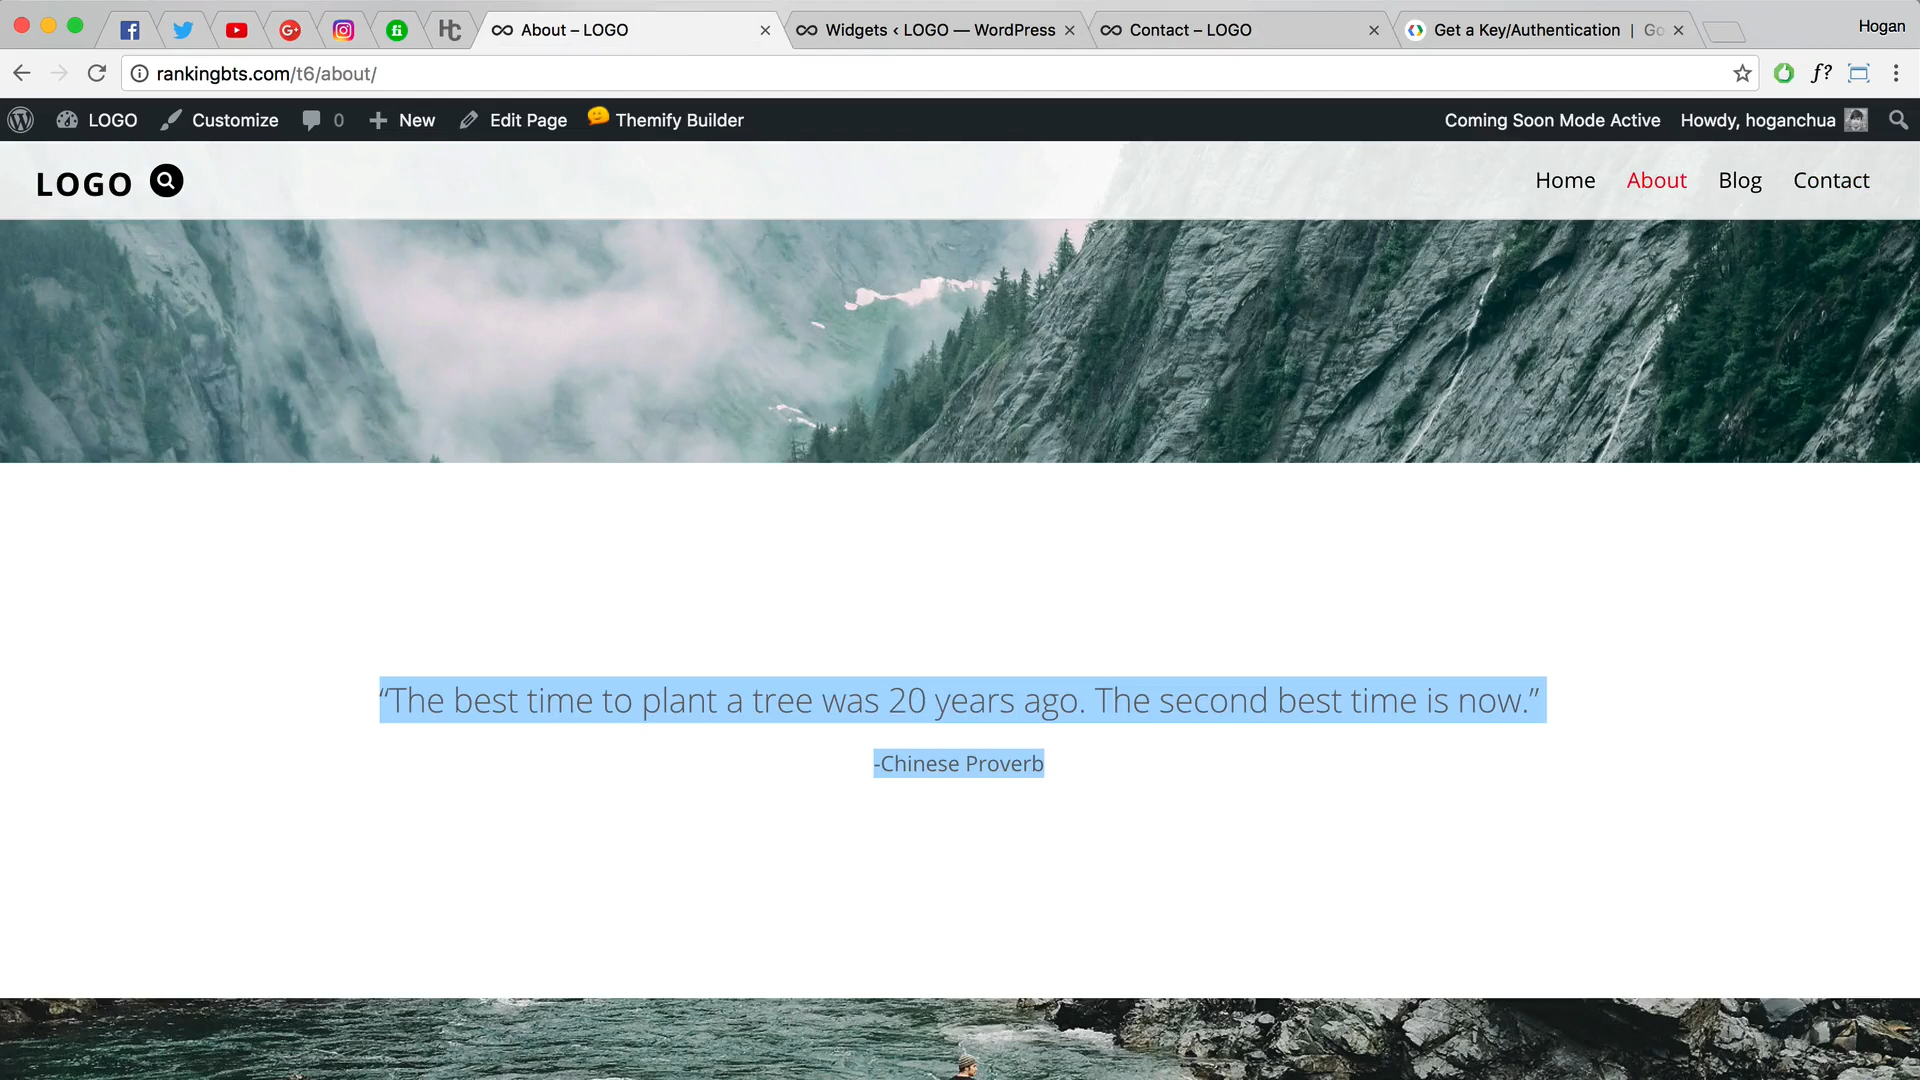 About – LOGO
Widgets ‹ LOGO — WordPress
Contact – LOGO
Get a Key/Authentication | Go
Hogan
rankingbts.com/t6/about/
f?
LOGO
Customize
0
New
Edit Page
Themify Builder
Coming Soon Mode Active
Howdy, hoganchua
LOGO
Home
About
Blog
Contact
“The best time to plant a tree was 20 years ago. The second best time is now.”
-Chinese Proverb